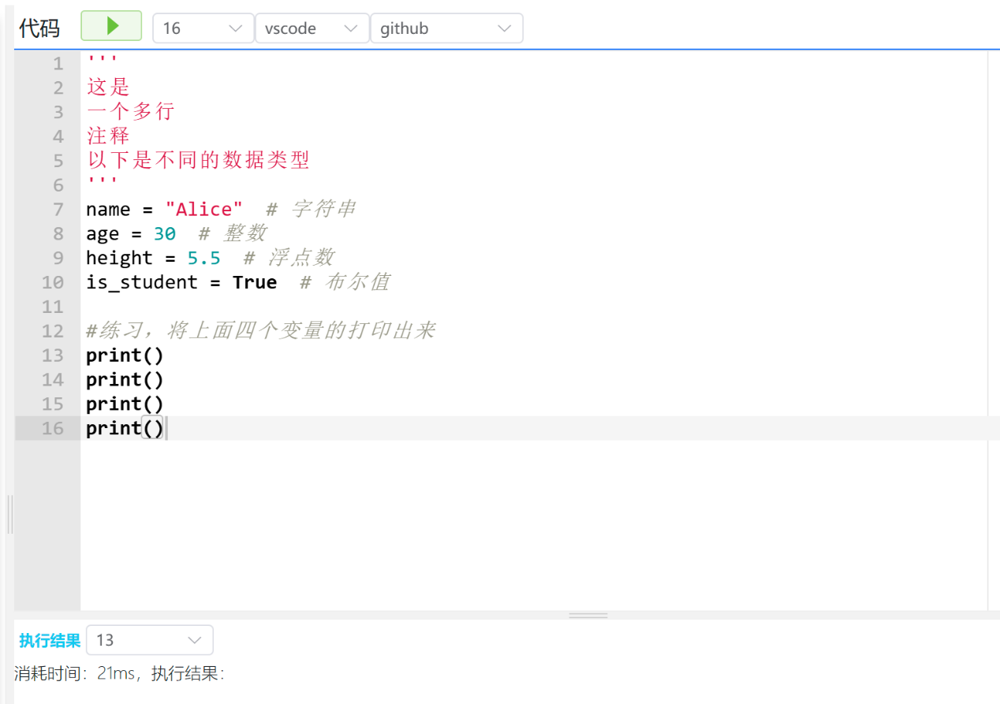 代码 16 vscode github
1 '''
2 这是
3 一个多行
4 注释
5 以下是不同的数据类型
6 '''
7 name = "Alice"  # 字符串
8 age = 30  # 整数
9 height = 5.5  # 浮点数
10 is_student = True  # 布尔值
11
12 #练习，将上面四个变量的打印出来
13 print()
14 print()
15 print()
16 print()
执行结果 13
消耗时间：21ms，执行结果：